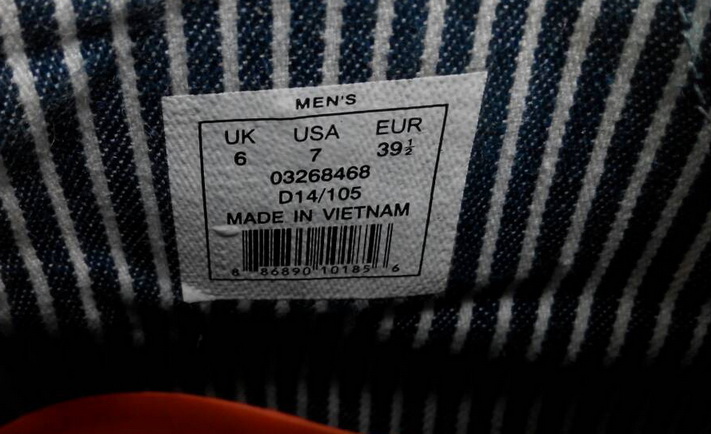 MEN'S
UK USA EUR
6 7 39½
03268468
D14/105
MADE IN VIETNAM
8 86890 10185 6